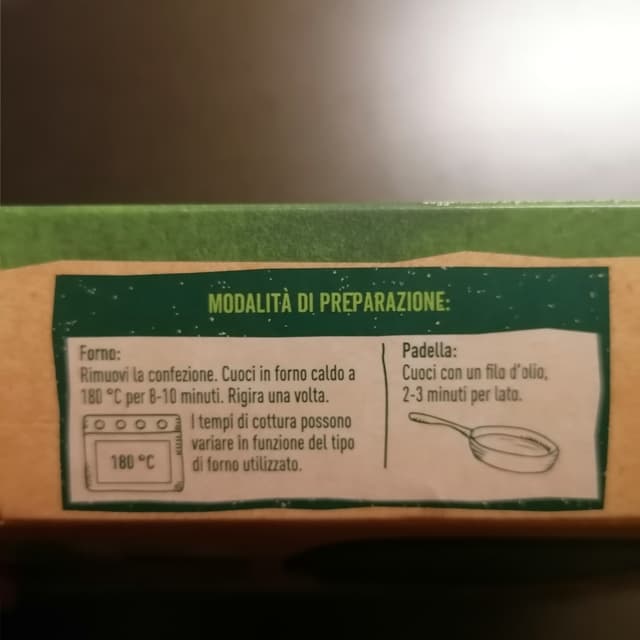 MODALITÀ DI PREPARAZIONE:
Forno:
Rimuovi la confezione. Cuoci in forno caldo a
180 °C per 8-10 minuti. Rigira una volta.
180 °C
I tempi di cottura possono
variare in funzione del tipo
di forno utilizzato.
Padella:
Cuoci con un filo d'olio,
2-3 minuti per lato.